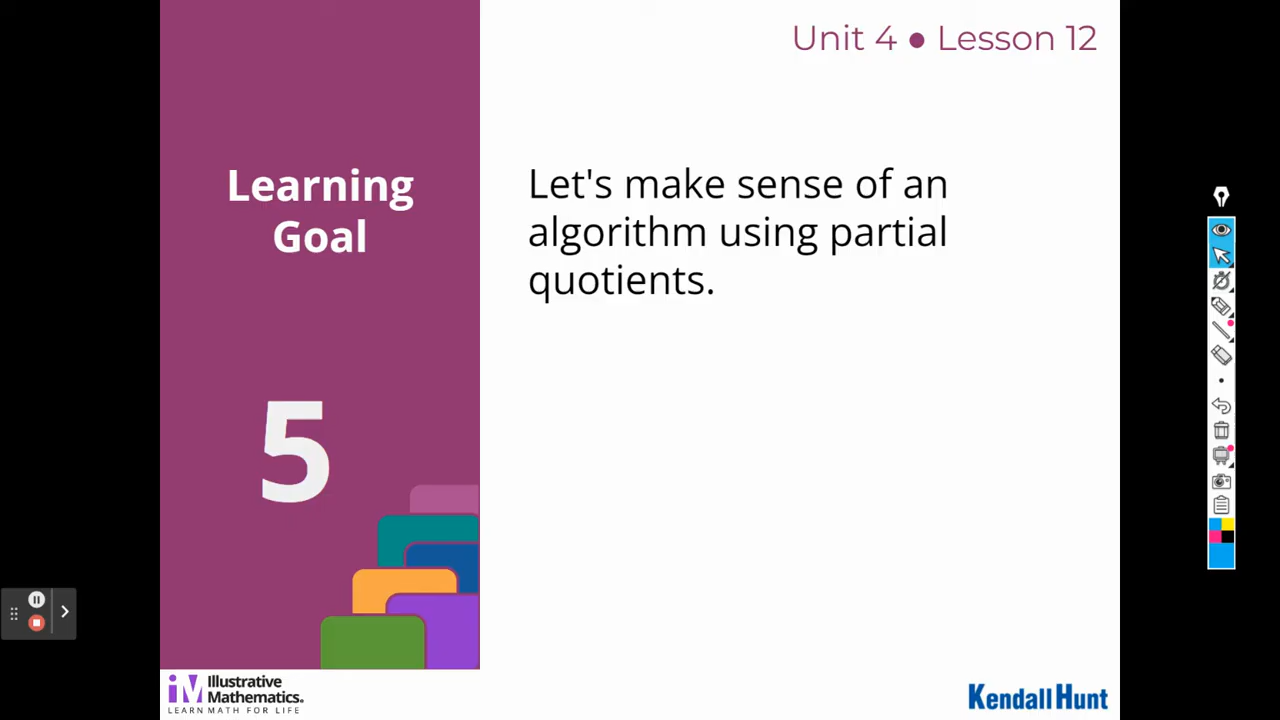 Unit 4 ● Lesson 12
Learning
Goal
Let's make sense of an
algorithm using partial
quotients.
5
iM Illustrative
Mathematics.
LEARN MATH FOR LIFE
Kendall Hunt